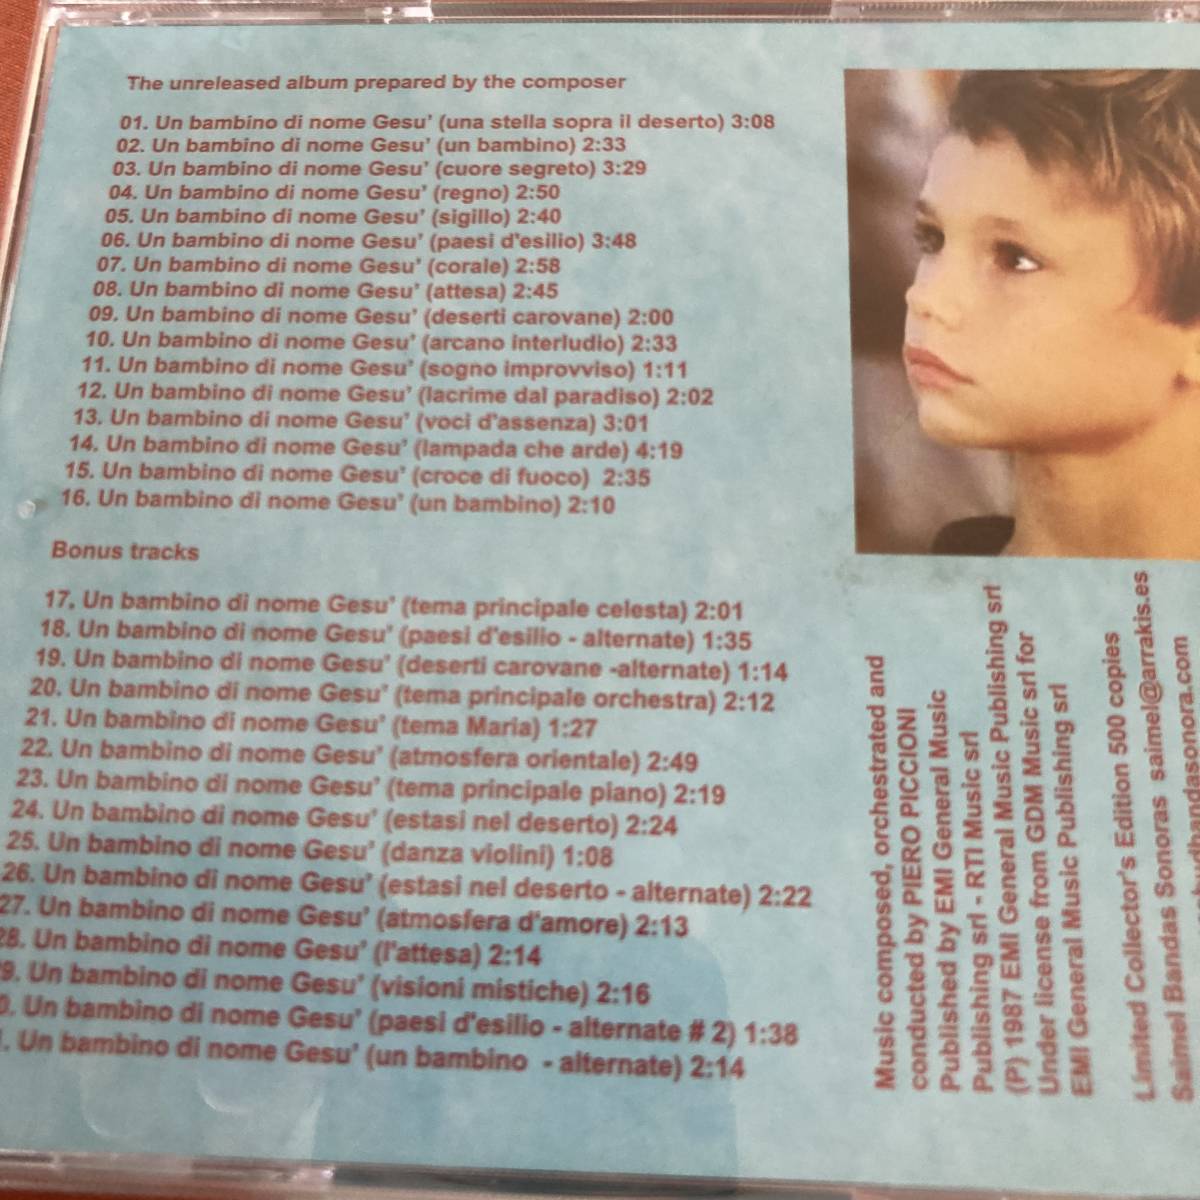 The unreleased album prepared by the composer
01. Un bambino di nome Gesu' (una stella sopra il deserto) 3:08
02. Un bambino di nome Gesu' (un bambino) 2:33
03. Un bambino di nome Gesu' (cuore segreto) 3:29
04. Un bambino di nome Gesu' (regno) 2:50
05. Un bambino di nome Gesu' (sigillo) 2:40
06. Un bambino di nome Gesu' (paesi d'esilio) 3:48
07. Un bambino di nome Gesu' (corale) 2:58
08. Un bambino di nome Gesu' (attesa) 2:45
09. Un bambino di nome Gesu' (deserti carovane) 2:00
10. Un bambino di nome Gesu' (arcano interludio) 2:33
11. Un bambino di nome Gesu' (sogno improvviso) 1:11
12. Un bambino di nome Gesu' (lacrime dal paradiso) 2:02
13. Un bambino di nome Gesu' (voci d'assenza) 3:01
14. Un bambino di nome Gesu' (lampada che arde) 4:19
15. Un bambino di nome Gesu' (croce di fuoco) 2:35
16. Un bambino di nome Gesu' (un bambino) 2:10
Bonus tracks
17. Un bambino di nome Gesu' (tema principale celesta) 2:01
18. Un bambino di nome Gesu' (paesi d'esilio - alternate) 1:35
19. Un bambino di nome Gesu' (deserti carovane -alternate) 1:14
20. Un bambino di nome Gesu' (tema principale orchestra) 2:12
21. Un bambino di nome Gesu' (tema Maria) 1:27
22. Un bambino di nome Gesu' (atmosfera orientale) 2:49
23. Un bambino di nome Gesu' (tema principale piano) 2:19
24. Un bambino di nome Gesu' (estasi nel deserto) 2:24
25. Un bambino di nome Gesu' (danza violini) 1:08
26. Un bambino di nome Gesu' (estasi nel deserto - alternate) 2:22
27. Un bambino di nome Gesu' (atmosfera d'amore) 2:13
28. Un bambino di nome Gesu' (l'attesa) 2:14
9. Un bambino di nome Gesu' (visioni mistiche) 2:16
0. Un bambino di nome Gesu' (paesi d'esilio - alternate # 2) 1:38
. Un bambino di nome Gesu' (un bambino - alternate) 2:14
Music composed, orchestrated and
conducted by PIERO PICCIONI
Published by EMI General Music
Publishing srl - RTI Music srl
(P) 1987 EMI General Music Publishing srl
Under license from GDM Music srl for
EMI General Music Publishing srl
Limited Collector's Edition 500 copies
Saimel Bandas Sonoras saimel@arrakis.es